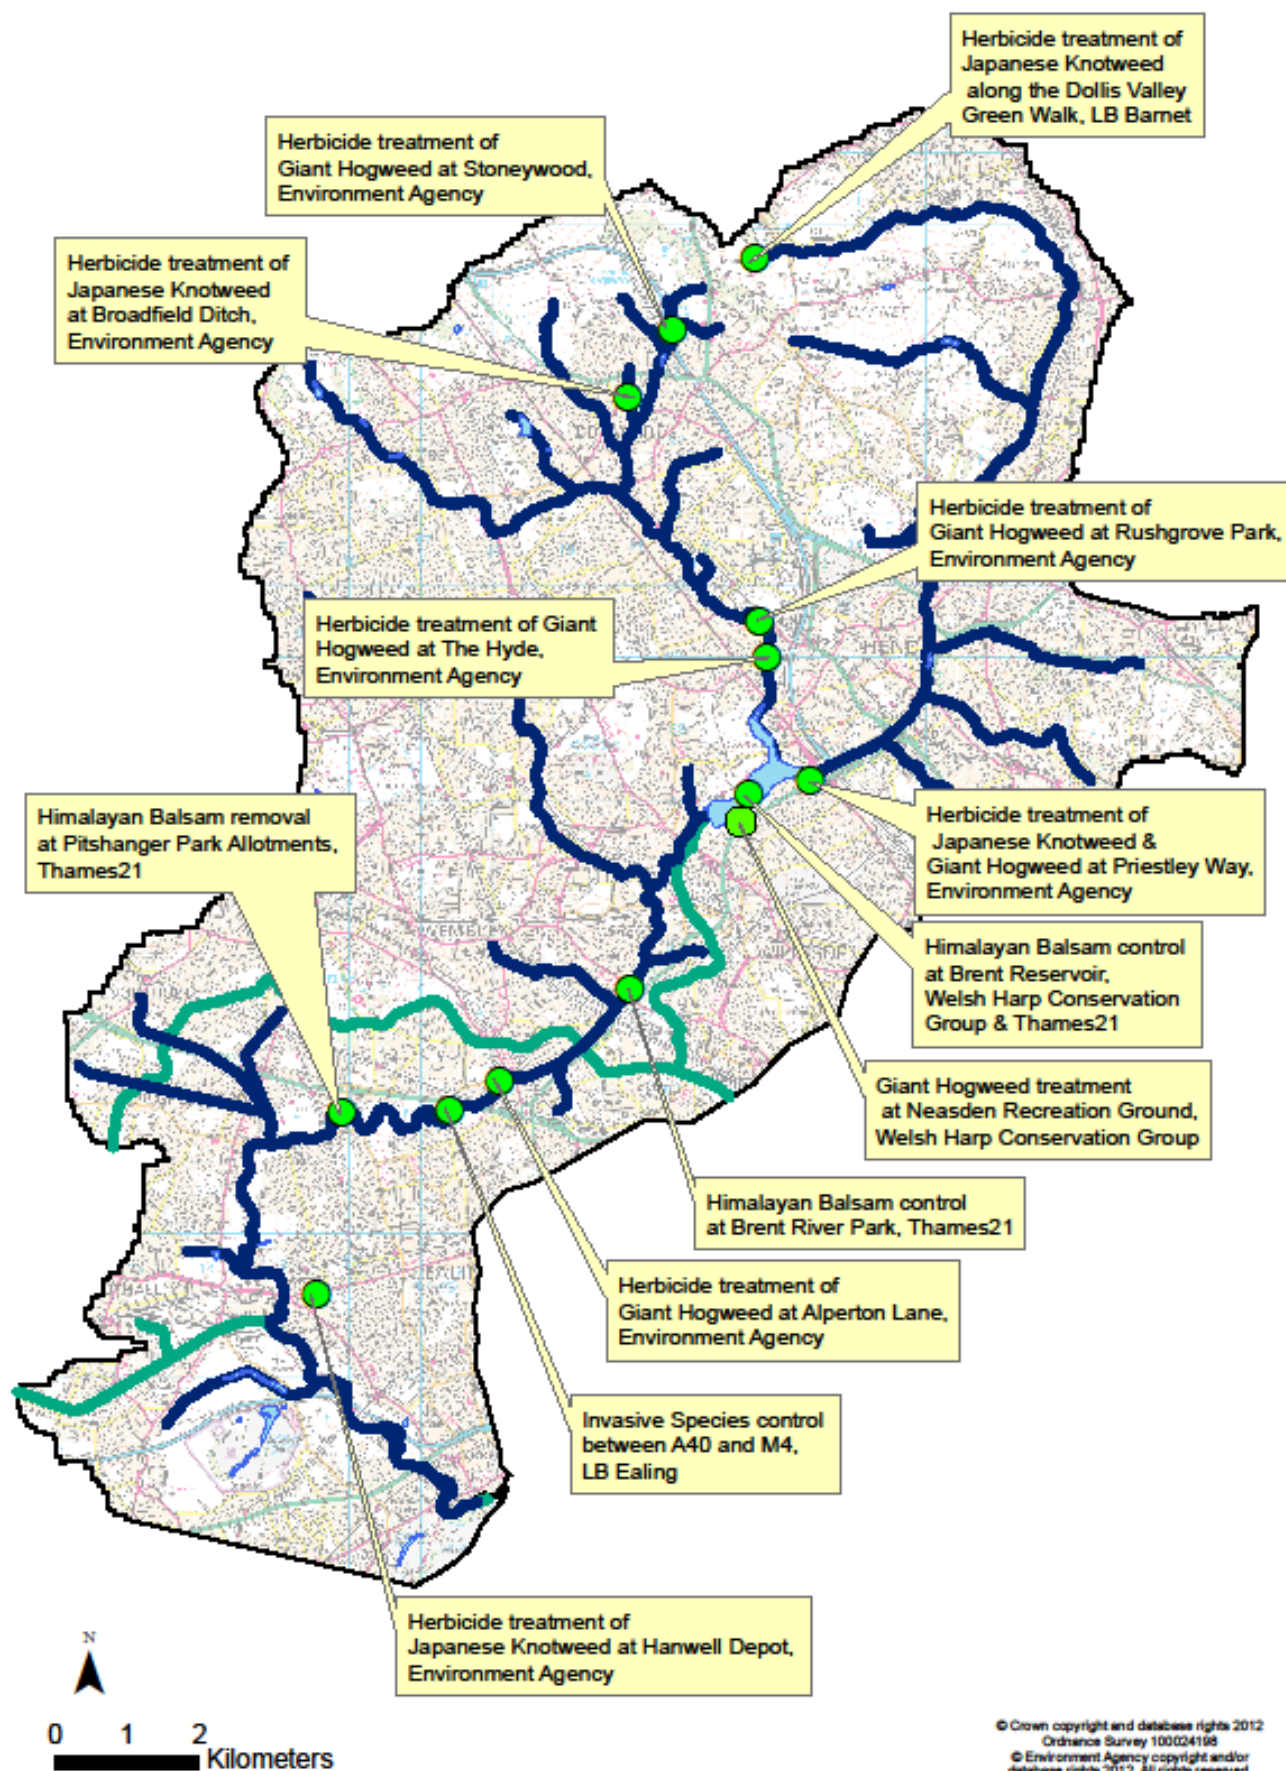 Herbicide treatment of
Japanese Knotweed
along the Dollis Valley
Green Walk, LB Barnet
Herbicide treatment of
Giant Hogweed at Stoneywood,
Environment Agency
Herbicide treatment of
Japanese Knotweed
at Broadfield Ditch,
Environment Agency
Herbicide treatment of
Giant Hogweed at Rushgrove Park,
Environment Agency
Herbicide treatment of Giant
Hogweed at The Hyde,
Environment Agency
Himalayan Balsam removal
at Pitshanger Park Allotments,
Thames21
Herbicide treatment of
Japanese Knotweed &
Giant Hogweed at Priestley Way,
Environment Agency
Himalayan Balsam control
at Brent Reservoir,
Welsh Harp Conservation
Group & Thames21
Giant Hogweed treatment
at Neasden Recreation Ground,
Welsh Harp Conservation Group
Himalayan Balsam control
at Brent River Park, Thames21
Herbicide treatment of
Giant Hogweed at Alperton Lane,
Environment Agency
Invasive Species control
between A40 and M4,
LB Ealing
Herbicide treatment of
Japanese Knotweed at Hanwell Depot,
Environment Agency
N
0 1 2
Kilometers
© Crown copyright and database rights 2012
Ordnance Survey 100024198
© Environment Agency copyright and/or
database rights 2012. All rights reserved